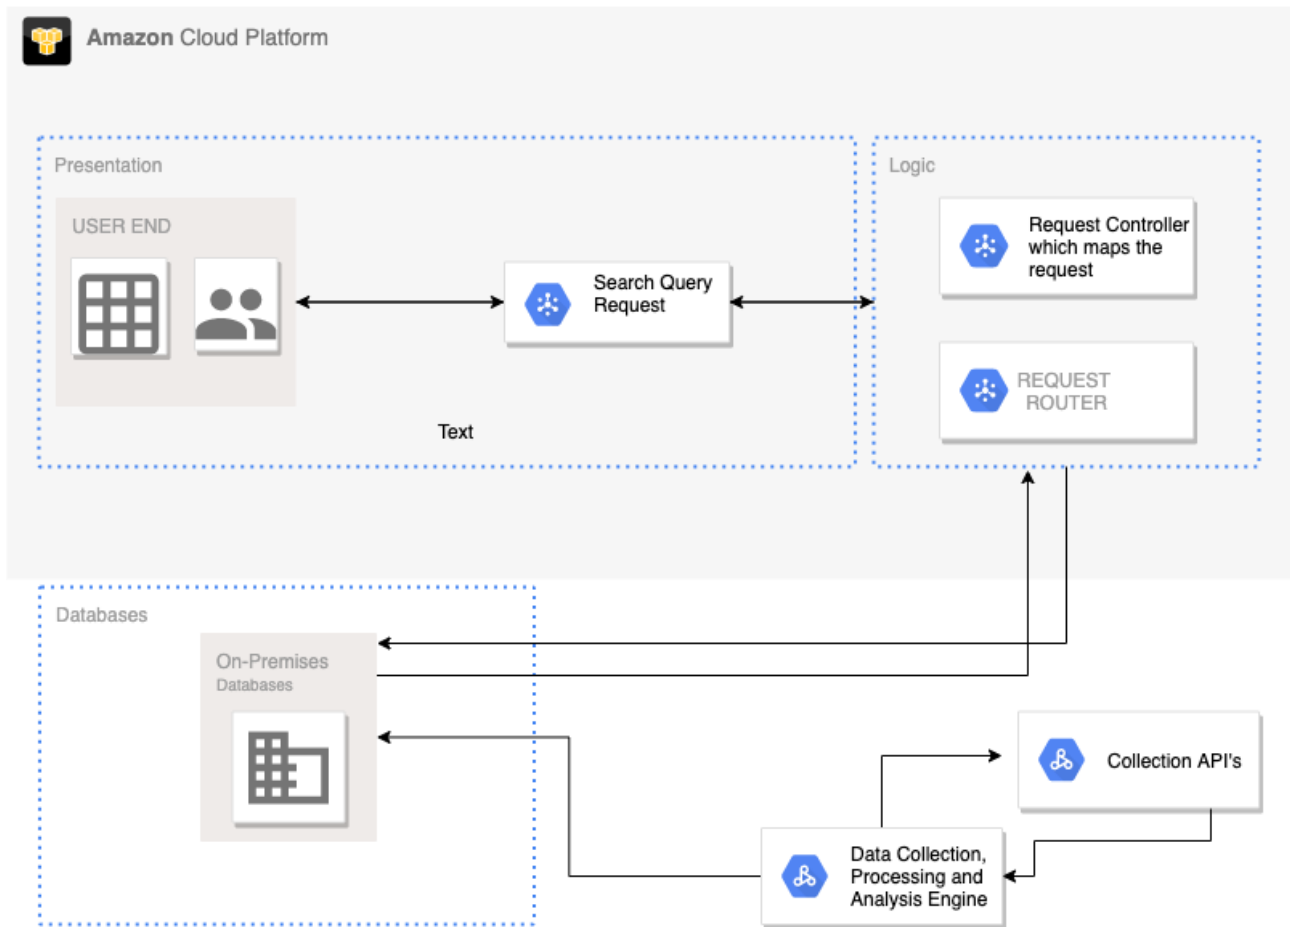 Amazon Cloud Platform
Presentation
USER END
Search Query
Request
Text
Logic
Request Controller
which maps the
request
REQUEST
ROUTER
Databases
On-Premises
Databases
Collection API's
Data Collection,
Processing and
Analysis Engine